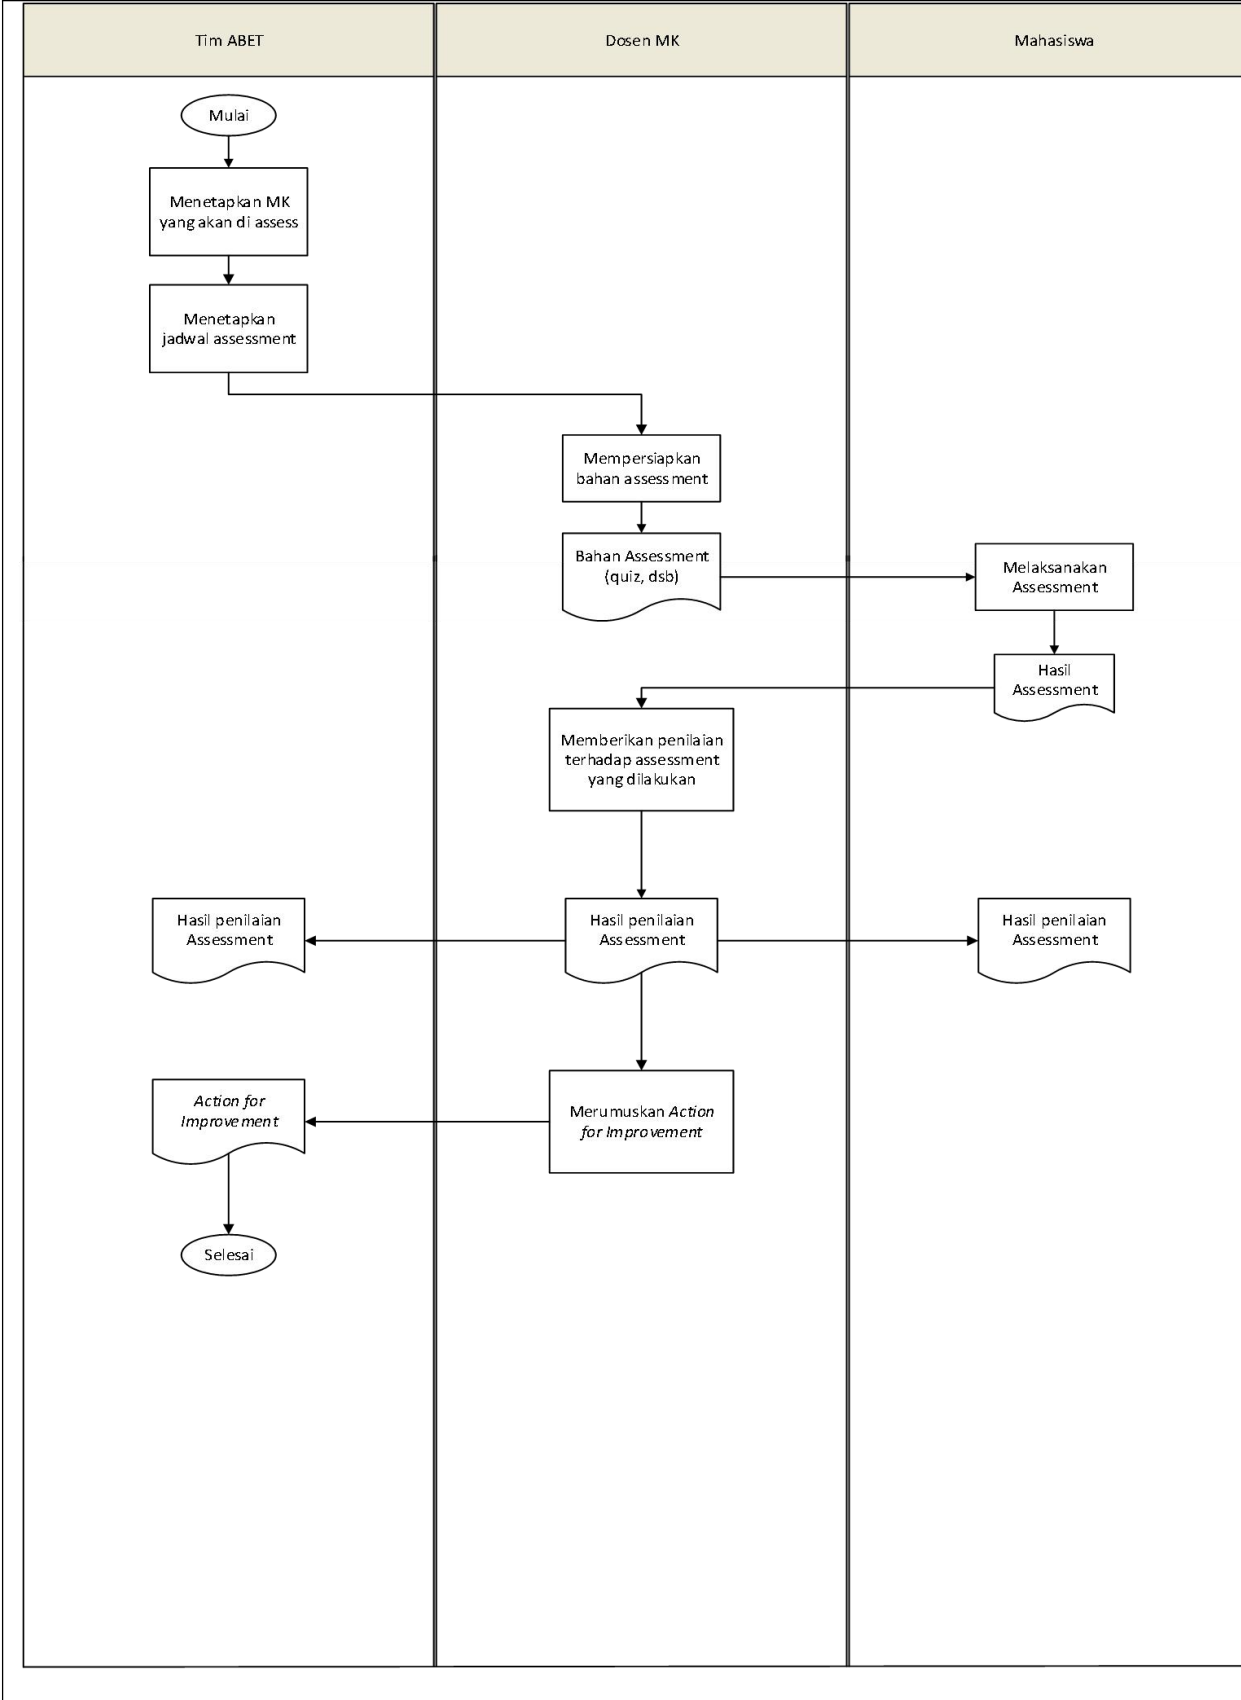 Tim ABET
Dosen MK
Mahasiswa
Mulai
Menetapkan MK
yang akan di assess
Menetapkan
jadwal assessment
Mempersiapkan
bahan assessment
Bahan Assessment
(quiz, dsb)
Melaksanakan
Assessment
Hasil
Assessment
Memberikan penilaian
terhadap assessment
yang dilakukan
Hasil penilaian
Assessment
Hasil penilaian
Assessment
Hasil penilaian
Assessment
Action for
Improvement
Merumuskan Action
for Improvement
Selesai